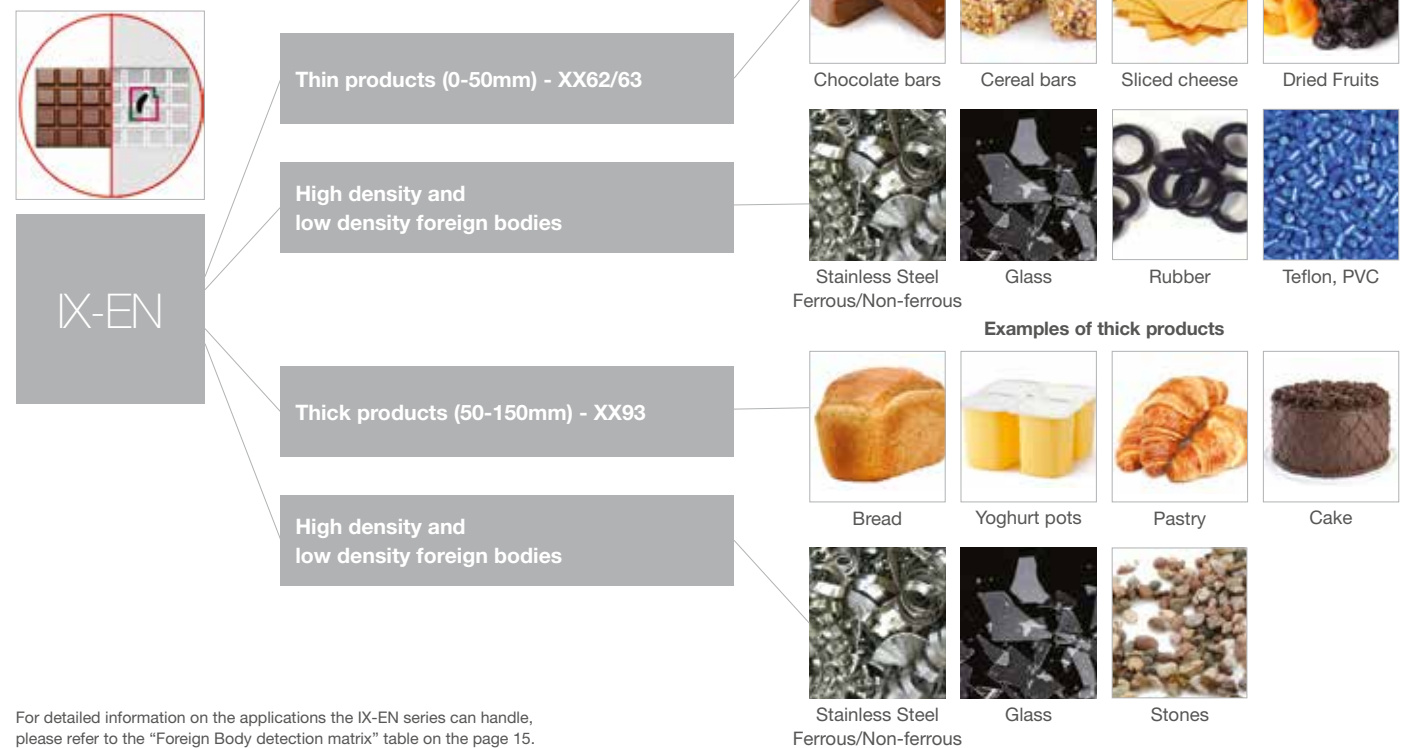 Thin products (0-50mm) - XX62/63
Chocolate bars
Cereal bars
Sliced cheese
Dried Fruits
High density and
low density foreign bodies
Stainless Steel
Ferrous/Non-ferrous
Glass
Rubber
Teflon, PVC
IX-EN
Examples of thick products
Thick products (50-150mm) - XX93
Bread
Yoghurt pots
Pastry
Cake
High density and
low density foreign bodies
Stainless Steel
Ferrous/Non-ferrous
Glass
Stones
For detailed information on the applications the IX-EN series can handle,
please refer to the “Foreign Body detection matrix” table on the page 15.